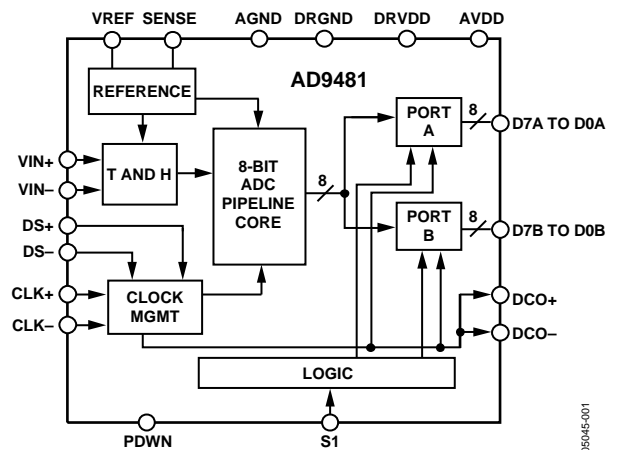 VREF SENSE AGND DRGND DRVDD AVDD
AD9481
REFERENCE
PORT
A
8
D7A TO D0A
VIN+
VIN–
T AND H
8-BIT
ADC
PIPELINE
CORE
8
DS+
DS–
PORT
B
8
D7B TO D0B
CLK+
CLK–
CLOCK
MGMT
DCO+
DCO–
LOGIC
PDWN
S1
05045-001